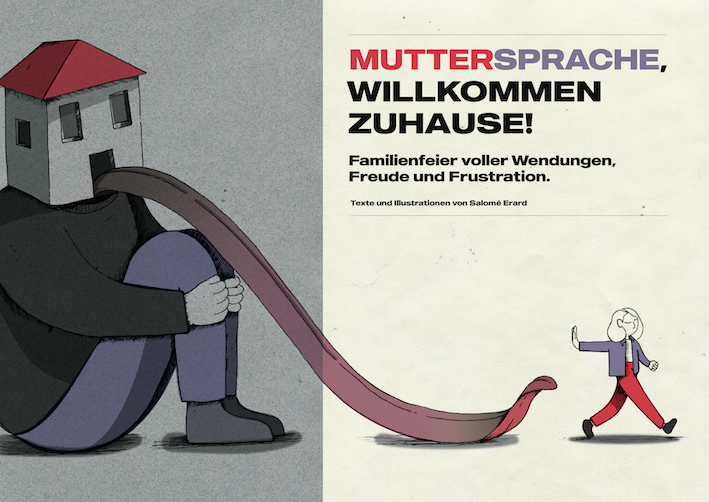 MUTTERSPRACHE,
WILLKOMMEN
ZUHAUSE!
Familienfeier voller Wendungen,
Freude und Frustration.
Texte und Illustrationen von Salomé Erard